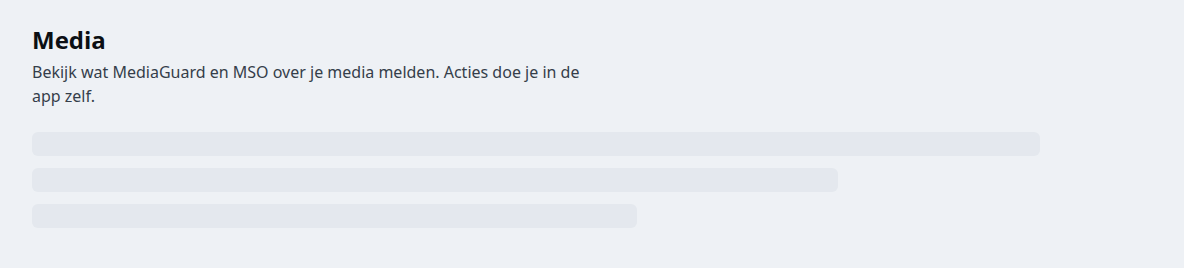 Media
Bekijk wat MediaGuard en MSO over je media melden. Acties doe je in de
app zelf.